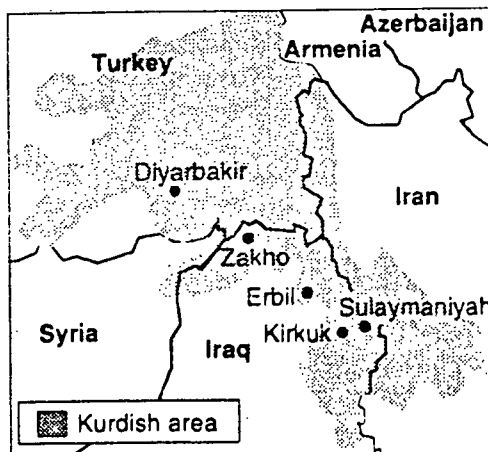 Azerbaijan
Armenia
Turkey
Diyarbakir
Iran
Zakho
Erbil
Sulaymaniyah
Syria
Iraq
Kirkuk
Kurdish area